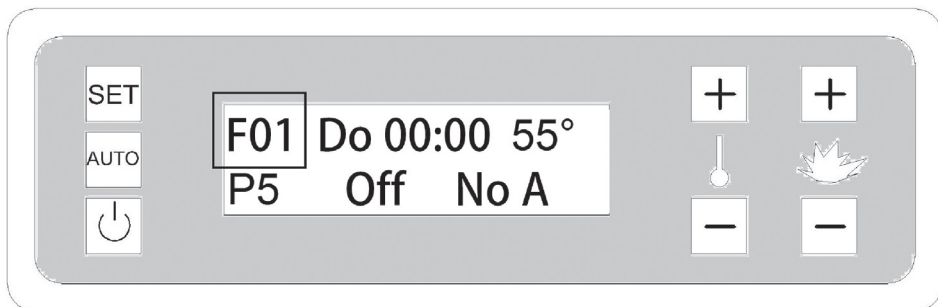 SET
AUTO
F01 Do 00:00 55°
P5 Off No A
+ +
- -